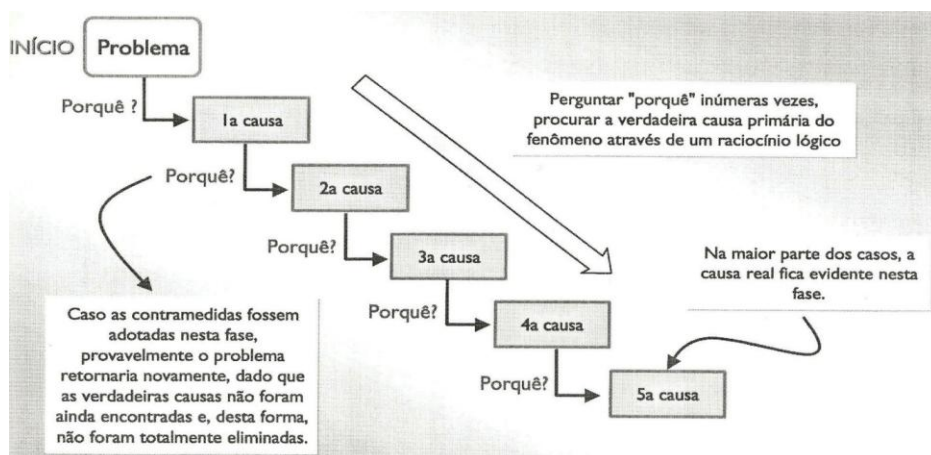 INÍCIO
Problema
Porquê ?
1a causa
Perguntar "porquê" inúmeras vezes,
procurar a verdadeira causa primária do
fenômeno através de um raciocínio lógico
Porquê?
2a causa
Porquê?
3a causa
Na maior parte dos casos, a
causa real fica evidente nesta
fase.
Porquê?
4a causa
Caso as contramedidas fossem
adotadas nesta fase,
provavelmente o problema
retornaria novamente, dado que
as verdadeiras causas não foram
ainda encontradas e, desta forma,
não foram totalmente eliminadas.
Porquê?
5a causa